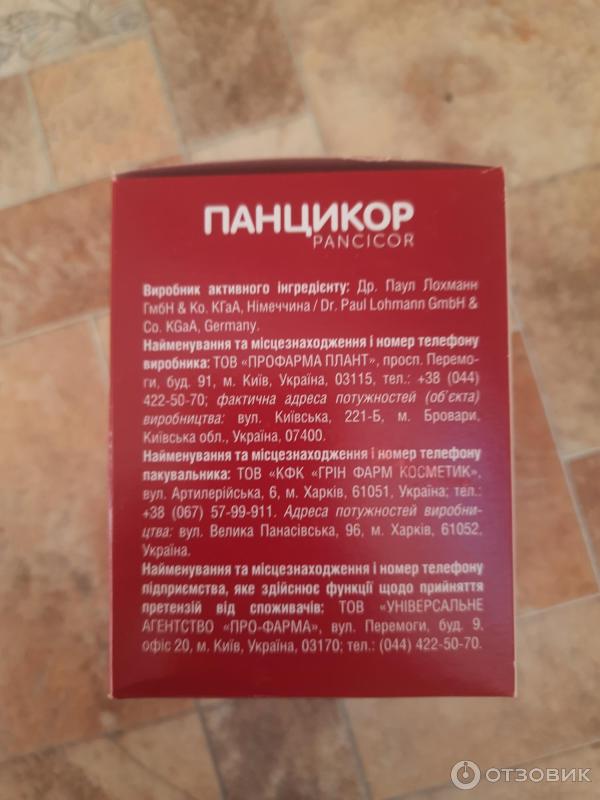 ПАНЦИКОР
PANCICOR
Виробник активного інгредієнту: Др. Паул Лохманн
ГмбН & Ко. КГаА, Німеччина / Dr. Paul Lohmann GmbH &
Co. KGaA, Germany.
Найменування та місцезнаходження і номер телефону
виробника: ТОВ «ПРОФАРМА ПЛАНТ», просп. Перемо-
ги, буд. 91, м. Київ, Україна, 03115, тел.: +38 (044)
422-50-70; фактична адреса потужностей (об'єкта)
виробництва: вул. Київська, 221-Б, м. Бровари,
Київська обл., Україна, 07400.
Найменування та місцезнаходження і номер телефону
пакувальника: ТОВ «КФК «ГРІН ФАРМ КОСМЕТИК»,
вул. Артилерійська, 6, м. Харків, 61051, Україна; тел.:
+38 (067) 57-99-911. Адреса потужностей виробни-
цтва: вул. Велика Панасівська, 96, м. Харків, 61052,
Україна.
Найменування та місцезнаходження і номер телефону
підприємства, яке здійснює функції щодо прийняття
претензій від споживачів: ТОВ «УНІВЕРСАЛЬНЕ
АГЕНТСТВО «ПРО-ФАРМА», вул. Перемоги, буд. 9,
офіс 20, м. Київ, Україна, 03170; тел.: (044) 422-50-70.
ОТЗОВИК